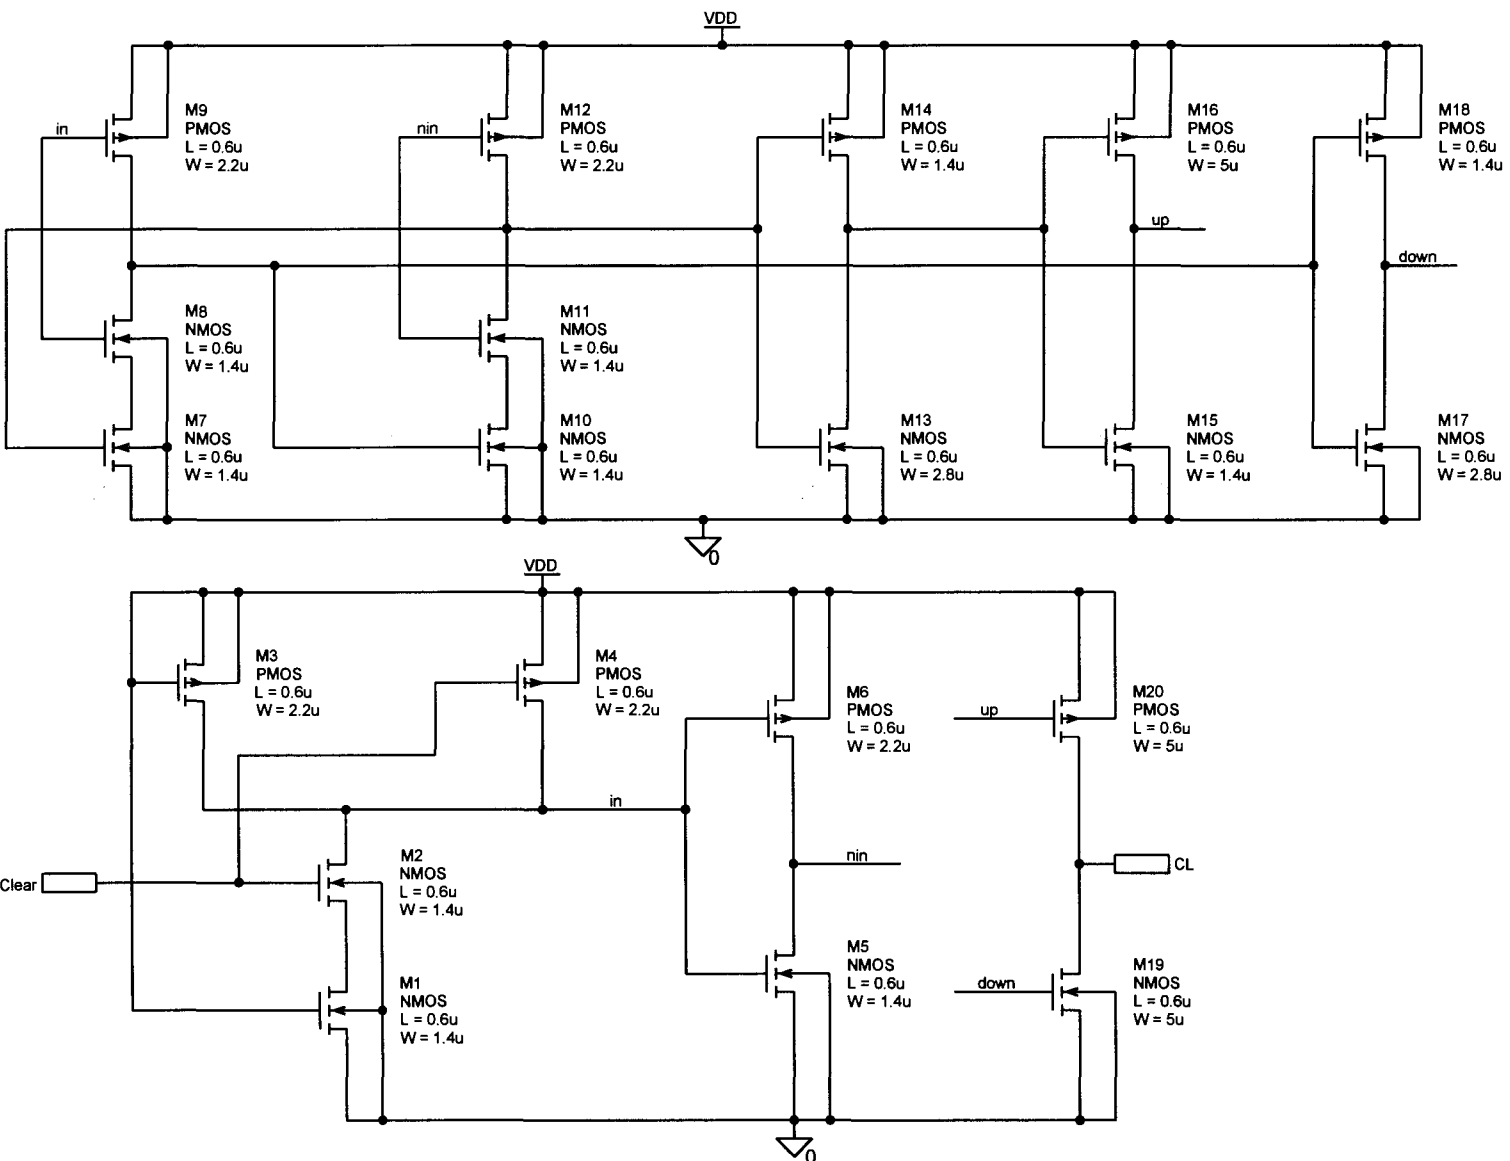 VDD
in
M9
PMOS
L = 0.6u
W = 2.2u
nin
M12
PMOS
L = 0.6u
W = 2.2u
M14
PMOS
L = 0.6u
W = 1.4u
M16
PMOS
L = 0.6u
W = 5u
M18
PMOS
L = 0.6u
W = 1.4u
up
down
M8
NMOS
L = 0.6u
W = 1.4u
M11
NMOS
L = 0.6u
W = 1.4u
M7
NMOS
L = 0.6u
W = 1.4u
M10
NMOS
L = 0.6u
W = 1.4u
M13
NMOS
L = 0.6u
W = 2.8u
M15
NMOS
L = 0.6u
W = 1.4u
M17
NMOS
L = 0.6u
W = 2.8u
0
VDD
M3
PMOS
L = 0.6u
W = 2.2u
M4
PMOS
L = 0.6u
W = 2.2u
M6
PMOS
L = 0.6u
W = 2.2u
up
M20
PMOS
L = 0.6u
W = 5u
in
nin
CL
Clear
M2
NMOS
L = 0.6u
W = 1.4u
M1
NMOS
L = 0.6u
W = 1.4u
M5
NMOS
L = 0.6u
W = 1.4u
down
M19
NMOS
L = 0.6u
W = 5u
0